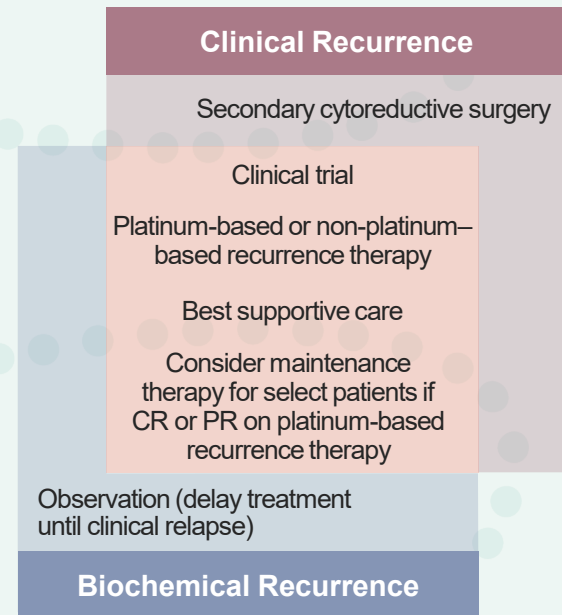 Clinical Recurrence
Secondary cytoreductive surgery
Clinical trial
Platinum-based or non-platinum–
based recurrence therapy
Best supportive care
Consider maintenance
therapy for select patients if
CR or PR on platinum-based
recurrence therapy
Observation (delay treatment
until clinical relapse)
Biochemical Recurrence